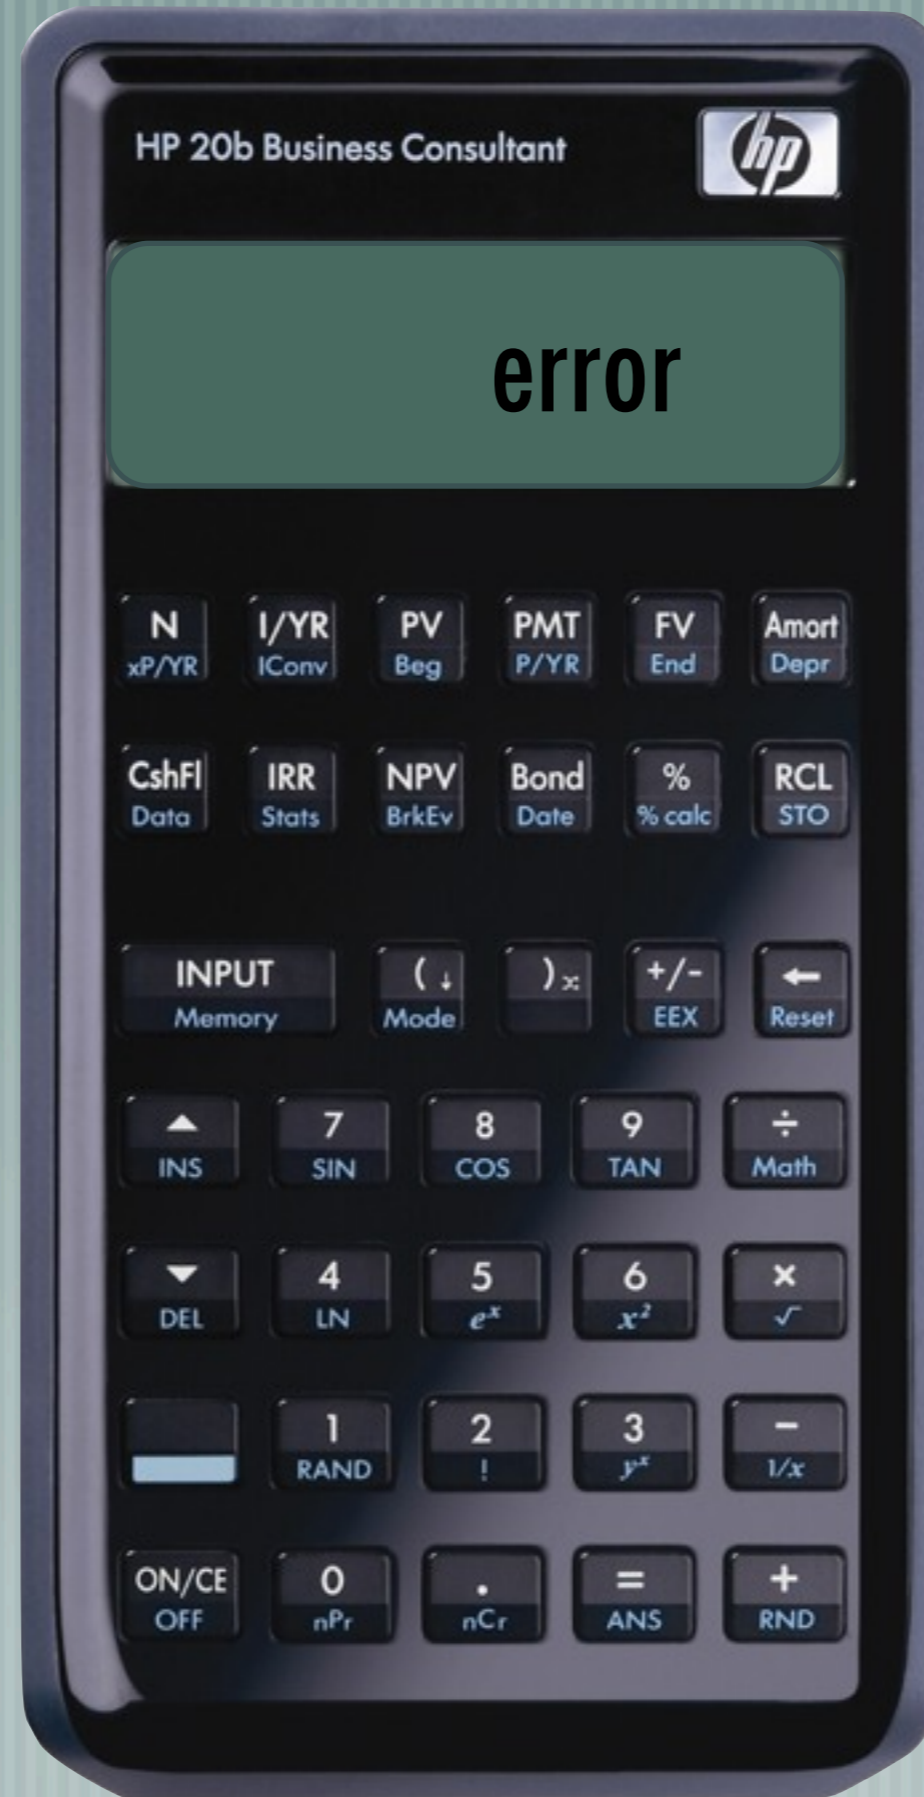 HP 20b Business Consultant
hp
error
N I/YR PV PMT FV Amort
xP/YR IConv Beg P/YR End Depr
CshFl IRR NPV Bond % RCL
Data Stats BrkEv Date % calc STO
INPUT ( ↓ ) +/- ←
Memory Mode EEX Reset
▲ 7 8 9 ÷
INS SIN COS TAN Math
▼ 4 5 6 ×
DEL LN eˣ x² √
1 2 3 −
RAND ! yˣ 1/x
ON/CE 0 . = +
OFF nPr nCr ANS RND